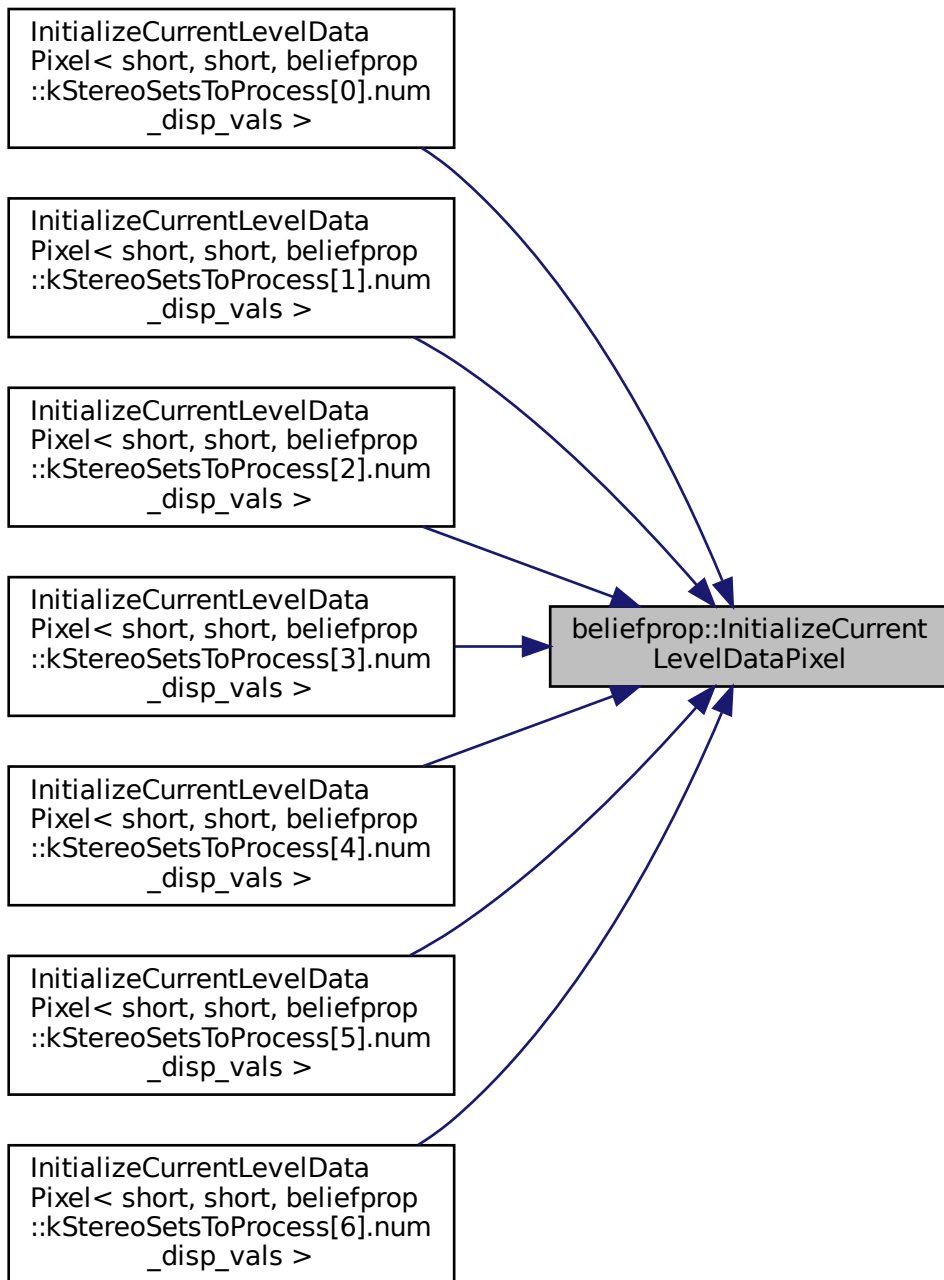 InitializeCurrentLevelData
Pixel< short, short, beliefprop
::kStereoSetsToProcess[0].num
_disp_vals >
InitializeCurrentLevelData
Pixel< short, short, beliefprop
::kStereoSetsToProcess[1].num
_disp_vals >
InitializeCurrentLevelData
Pixel< short, short, beliefprop
::kStereoSetsToProcess[2].num
_disp_vals >
InitializeCurrentLevelData
Pixel< short, short, beliefprop
::kStereoSetsToProcess[3].num
_disp_vals >
beliefprop::InitializeCurrent
LevelDataPixel
InitializeCurrentLevelData
Pixel< short, short, beliefprop
::kStereoSetsToProcess[4].num
_disp_vals >
InitializeCurrentLevelData
Pixel< short, short, beliefprop
::kStereoSetsToProcess[5].num
_disp_vals >
InitializeCurrentLevelData
Pixel< short, short, beliefprop
::kStereoSetsToProcess[6].num
_disp_vals >